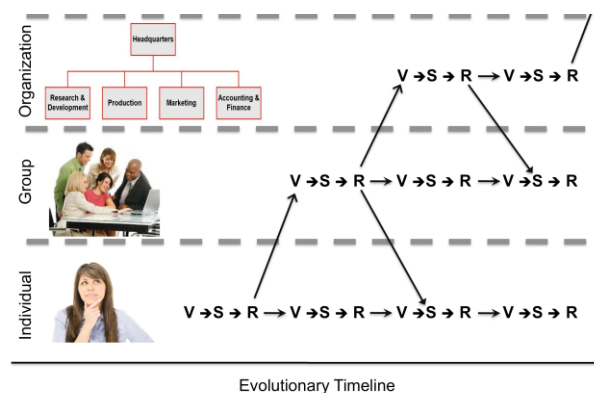 Organization
Headquarters
Research & Development
Production
Marketing
Accounting & Finance
V → S → R → V → S → R
Group
V → S → R → V → S → R → V → S → R
Individual
V → S → R → V → S → R → V → S → R → V → S → R
Evolutionary Timeline